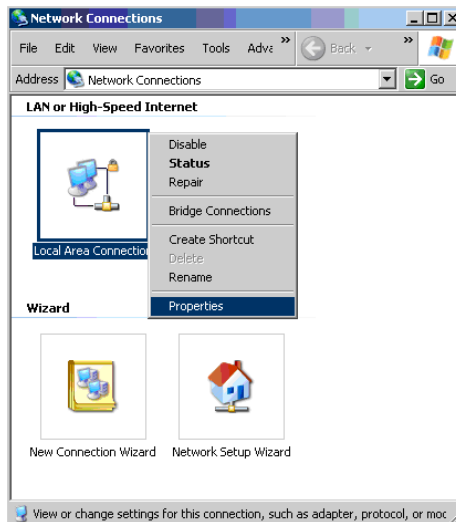 Network Connections
File Edit View Favorites Tools Adva » Back »
Address Network Connections Go
LAN or High-Speed Internet
Local Area Connection
Disable
Status
Repair
Bridge Connections
Create Shortcut
Delete
Rename
Properties
Wizard
New Connection Wizard Network Setup Wizard
View or change settings for this connection, such as adapter, protocol, or moc